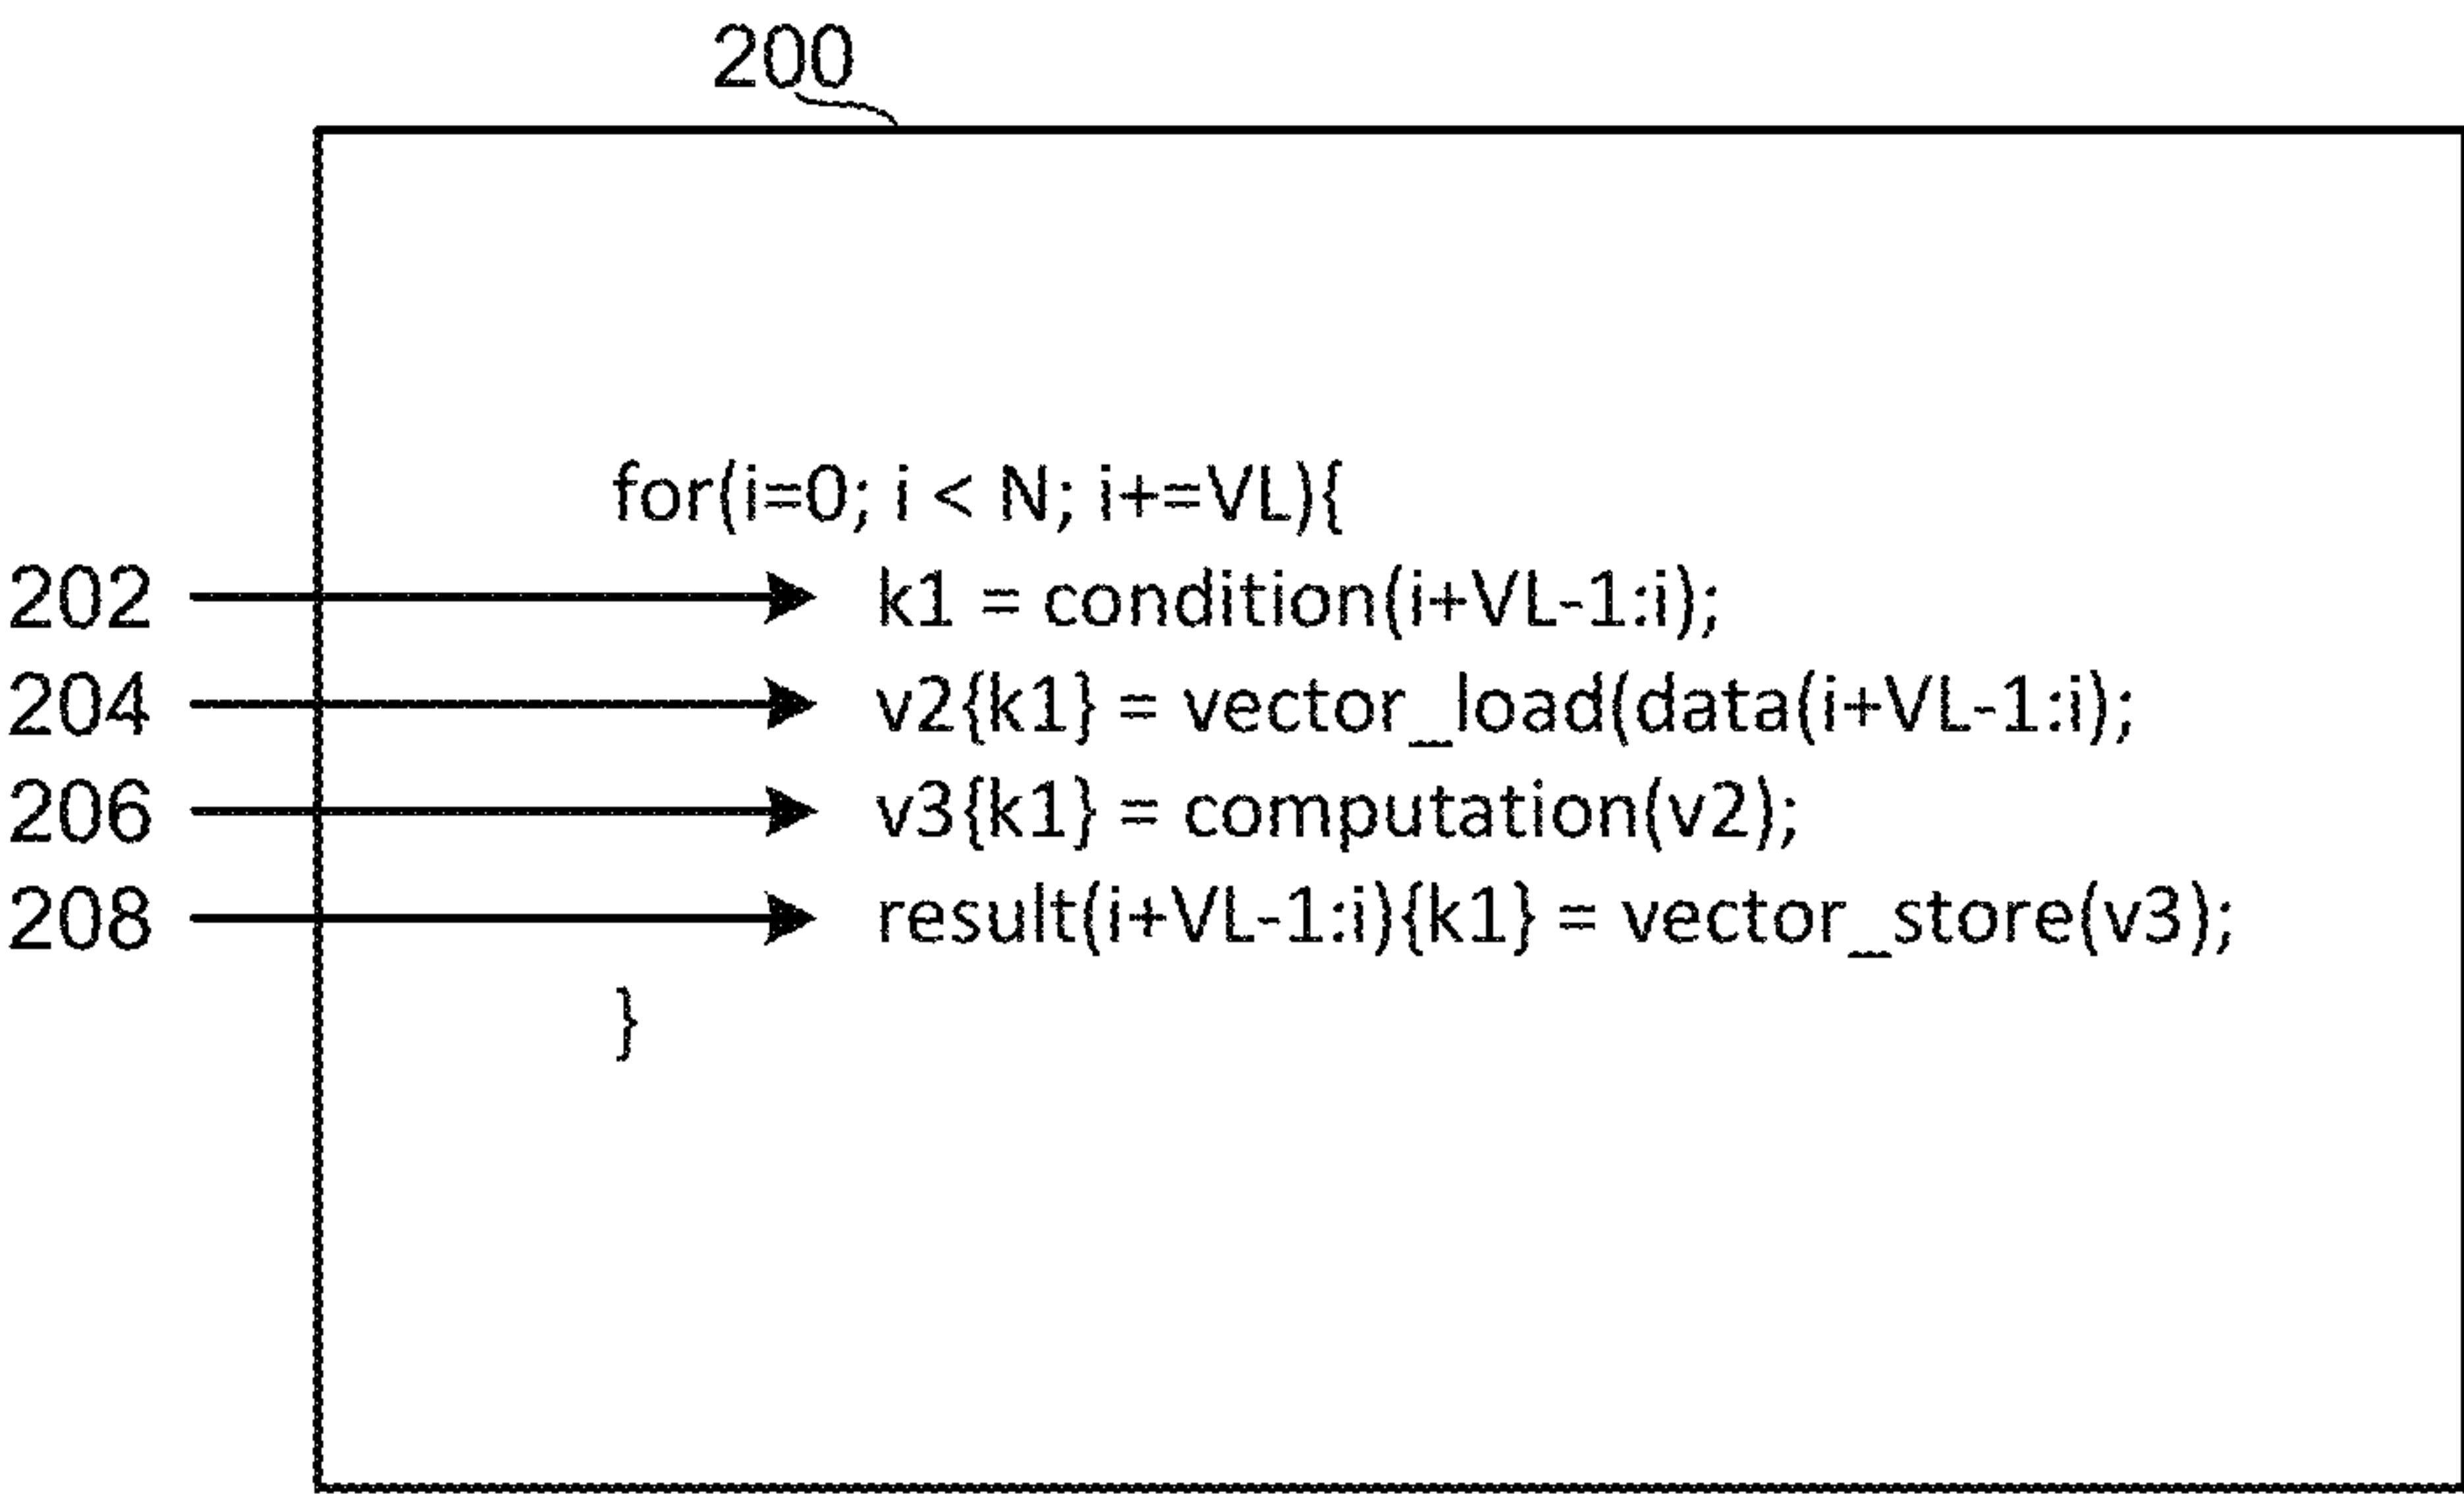 200
for(i=0; i < N; i+=VL){
202 k1 = condition(i+VL-1:i);
204 v2{k1} = vector_load(data(i+VL-1:i);
206 v3{k1} = computation(v2);
208 result(i+VL-1:i){k1} = vector_store(v3);
}